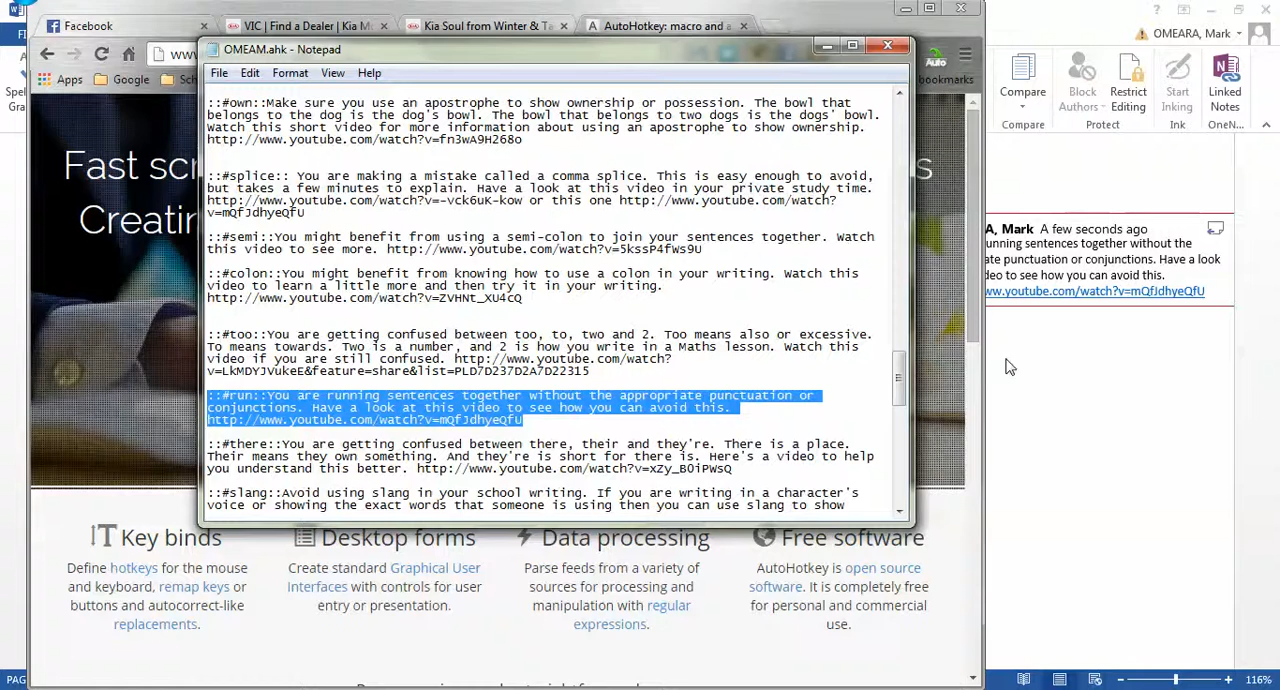 Facebook
VIC | Find a Dealer | Kia M
Kia Soul from Winter & Ta
AutoHotkey: macro and a
OMEARA, Mark
OMEAM.ahk - Notepad
www
Apps
Google
Sch
Auto
bookmarks
File Edit Format View Help
Compare
Block
Authors
Restrict
Editing
Start
Inking
Linked
Notes
Compare
Protect
Ink
OneN...
::#own::Make sure you use an apostrophe to show ownership or possession. The bowl that
belongs to the dog is the dog's bowl. The bowl that belongs to two dogs is the dogs' bowl.
Watch this short video for more information about using an apostrophe to show ownership.
http://www.youtube.com/watch?v=fn3wA9H268o
::#splice:: You are making a mistake called a comma splice. This is easy enough to avoid,
but takes a few minutes to explain. Have a look at this video in your private study time.
http://www.youtube.com/watch?v=-vck6uK-kow or this one http://www.youtube.com/watch?
v=mQfJdhyeQfU
::#semi::You might benefit from using a semi-colon to join your sentences together. Watch
this video to see more. http://www.youtube.com/watch?v=5kssP4fWs9U
::#colon::You might benefit from knowing how to use a colon in your writing. Watch this
video to learn a little more and then try it in your writing.
http://www.youtube.com/watch?v=ZVHNt_XU4cQ
::#too::You are getting confused between too, to, two and 2. Too means also or excessive.
To means towards. Two is a number, and 2 is how you write in a Maths lesson. Watch this
video if you are still confused. http://www.youtube.com/watch?
v=LkMDYJVukeE&feature=share&list=PLD7D237D2A7D22315
::#run::You are running sentences together without the appropriate punctuation or
conjunctions. Have a look at this video to see how you can avoid this.
http://www.youtube.com/watch?v=mQfJdhyeQfU
::#there::You are getting confused between there, their and they're. There is a place.
Their means they own something. And they're is short for there is. Here's a video to help
you understand this better. http://www.youtube.com/watch?v=xZy_BOiPWsQ
::#slang::Avoid using slang in your school writing. If you are writing in a character's
voice or showing the exact words that someone is using then you can use slang to show
Fast scr
s
Creatin
A, Mark A few seconds ago
unning sentences together without the
ate punctuation or conjunctions. Have a look
deo to see how you can avoid this.
ww.youtube.com/watch?v=mQfJdhyeQfU
Key binds
Define hotkeys for the mouse
and keyboard, remap keys or
buttons and autocorrect-like
replacements.
Desktop forms
Create standard Graphical User
Interfaces with controls for user
entry or presentation.
Data processing
Parse feeds from a variety of
sources for processing and
manipulation with regular
expressions.
Free software
AutoHotkey is open source
software. It is completely free
for personal and commercial
use.
PAG
116%